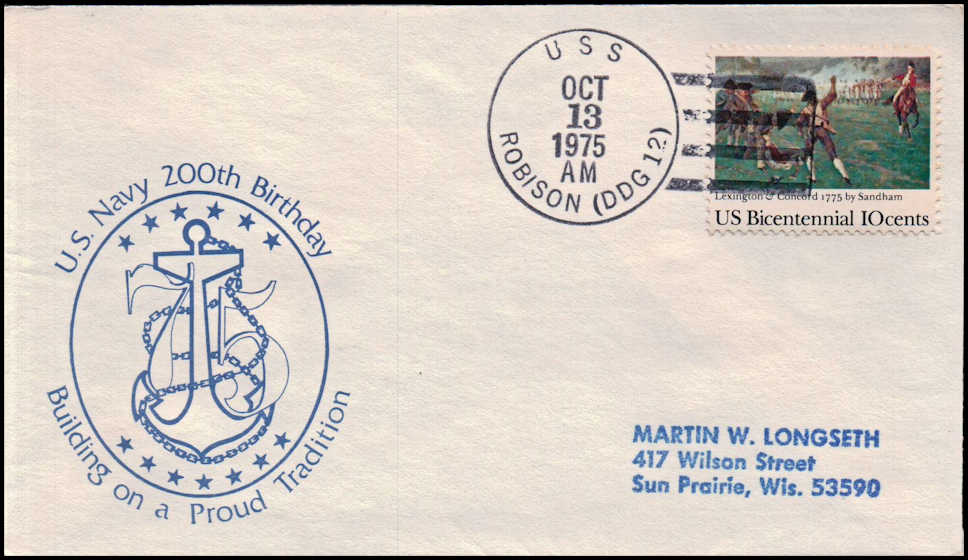 U.S. Navy 200th Birthday
75
Building on a Proud Tradition
USS
OCT
13
1975
AM
ROBISON (DDG 12)
Lexington & Concord 1775 by Sandham
US Bicentennial 10cents
MARTIN W. LONGSETH
417 Wilson Street
Sun Prairie, Wis. 53590